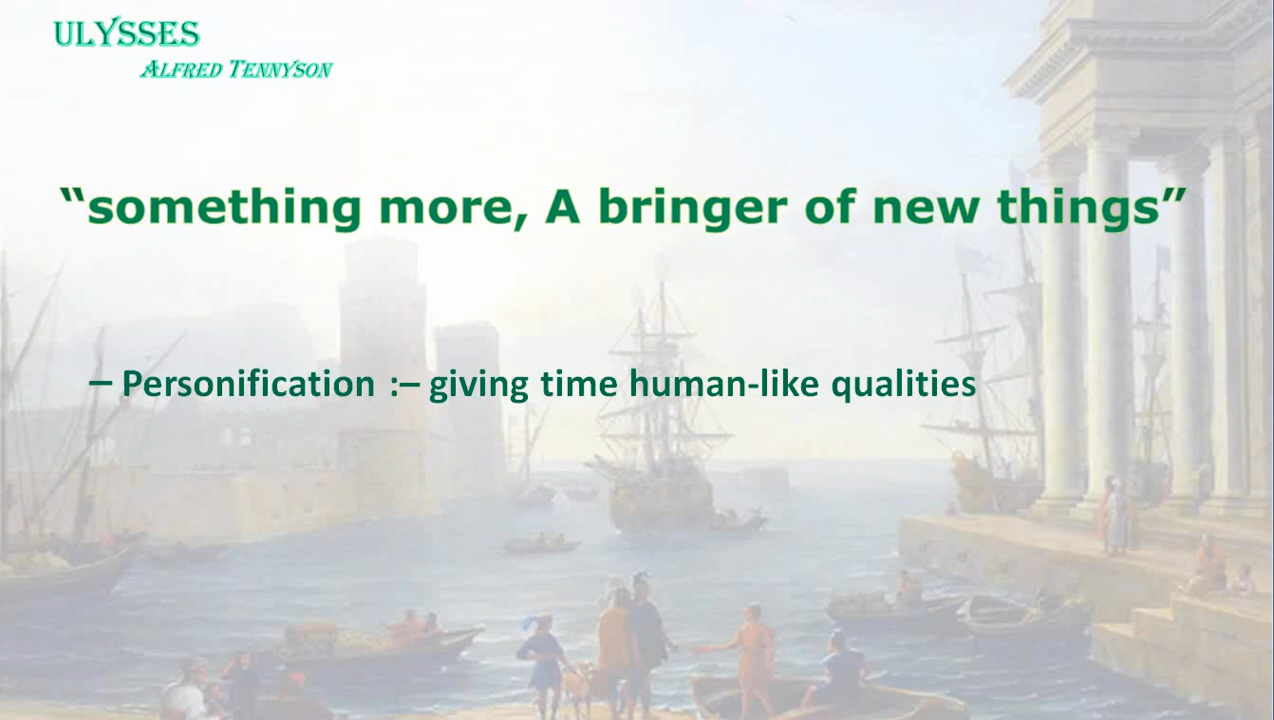 ULYSSES
ALFRED TENNYSON
“something more, A bringer of new things”
– Personification :– giving time human-like qualities